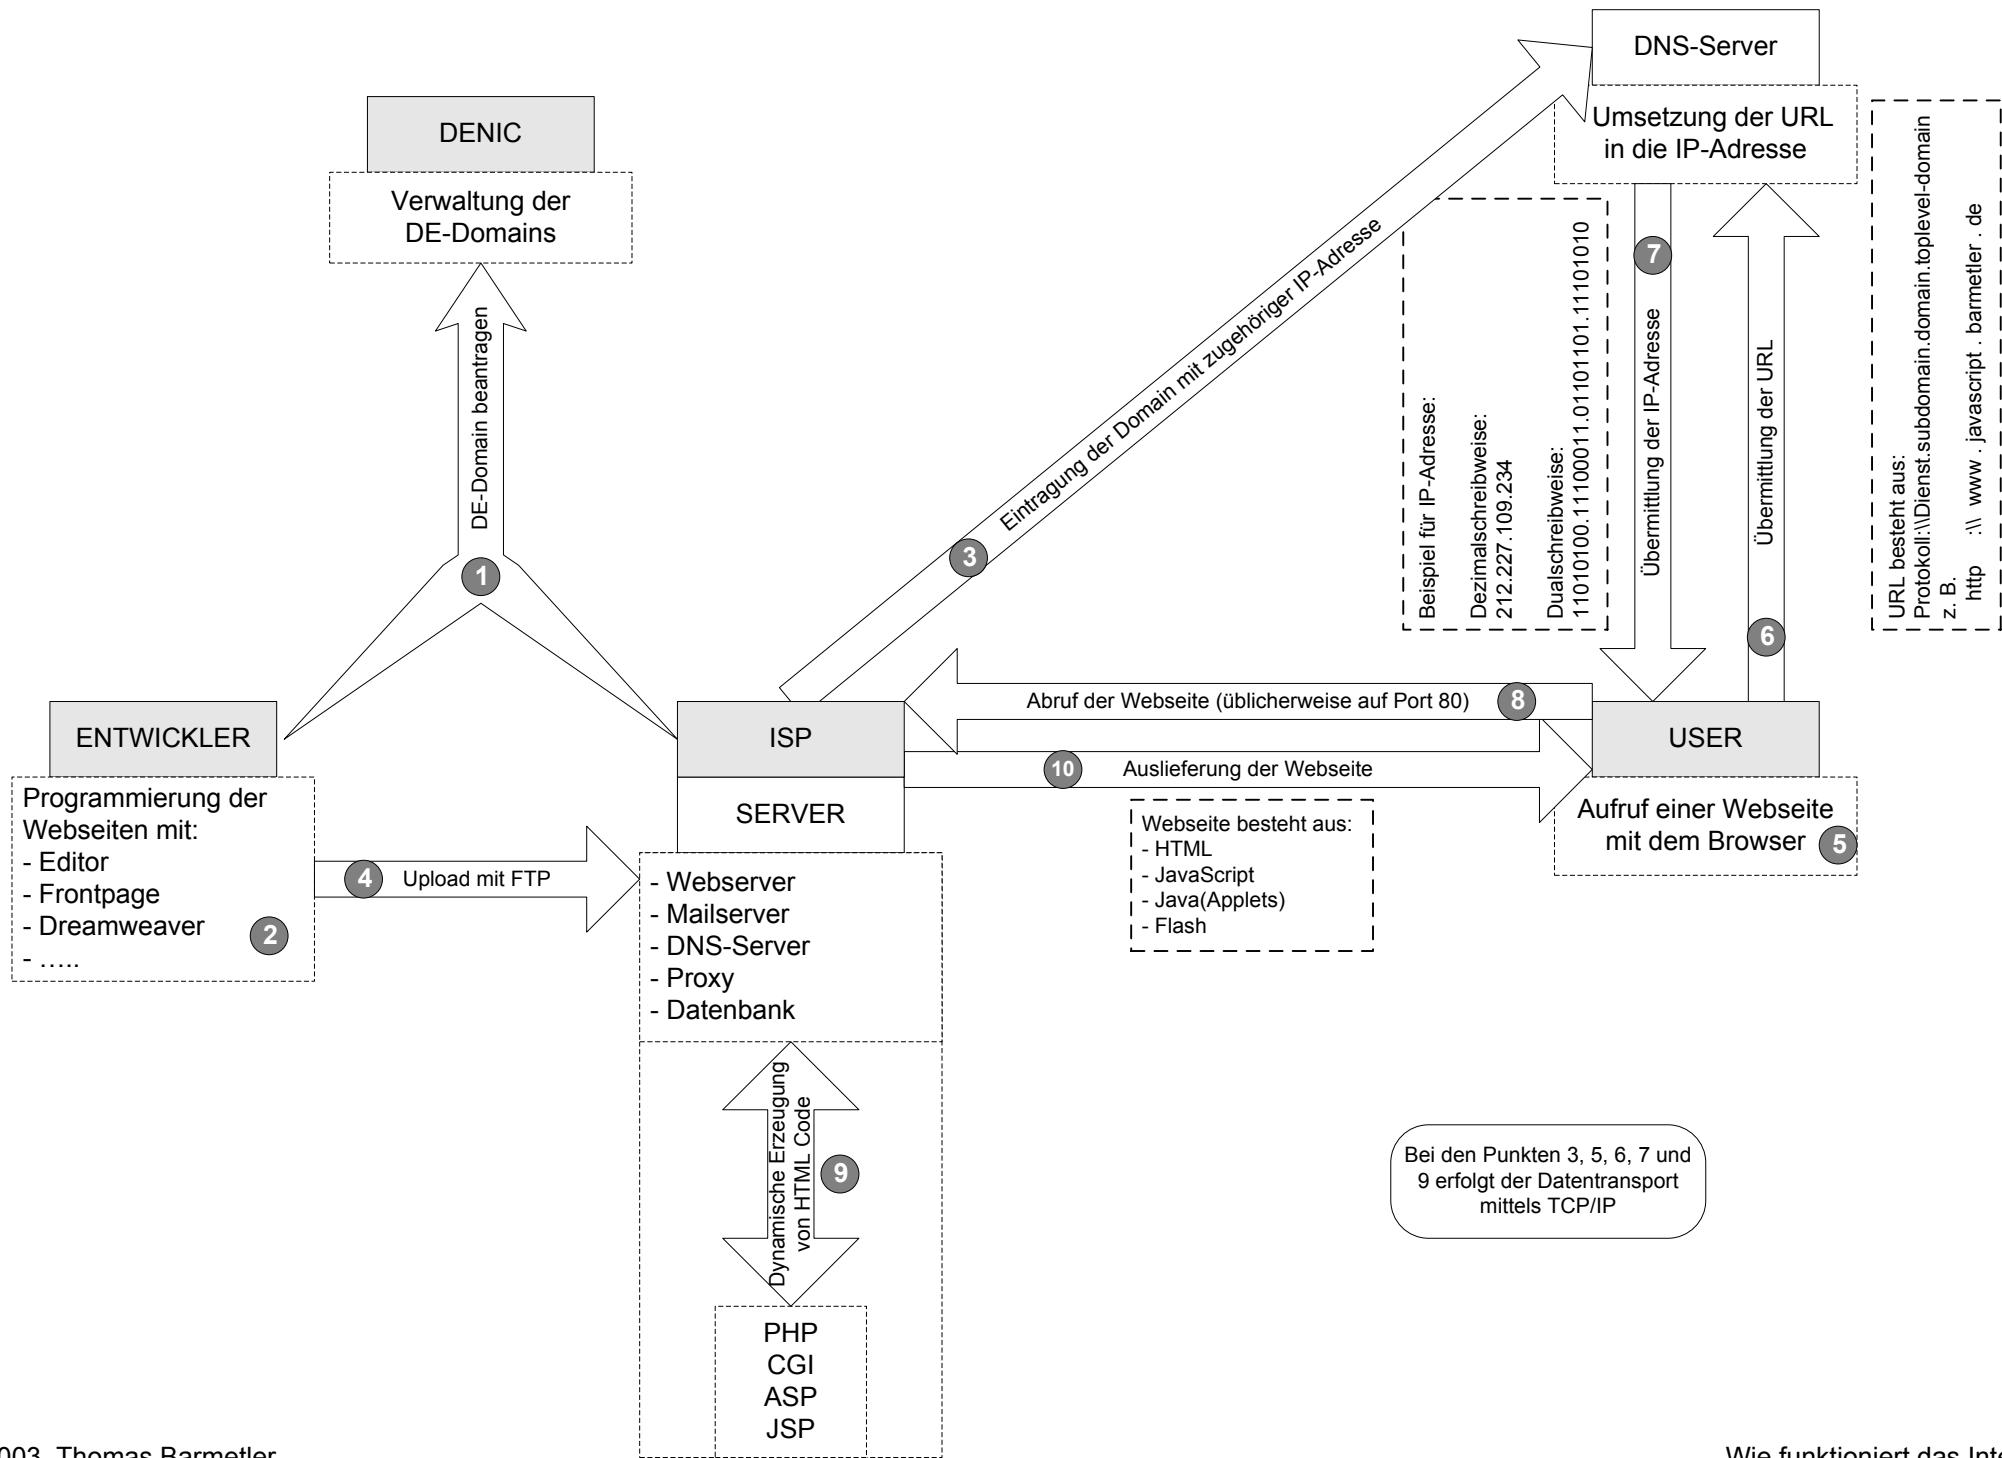 DNS-Server
Umsetzung der URL
in die IP-Adresse
DENIC
Verwaltung der
DE-Domains
DE-Domain beantragen
1
Eintragung der Domain mit zugehöriger IP-Adresse
3
Beispiel für IP-Adresse:
Dezimalschreibweise:
212.227.109.234
Dualschreibweise:
11010100.11100011.01101101.11101010
7
Übermittlung der IP-Adresse
Übermittlung der URL
6
URL besteht aus:
Protokoll:\\Dienst.subdomain.domain.toplevel-domain
z. B.
http :\\ www . javascript . barmetler . de
ENTWICKLER
Programmierung der
Webseiten mit:
- Editor
- Frontpage
- Dreamweaver
- .....
2
4 Upload mit FTP
ISP
SERVER
- Webserver
- Mailserver
- DNS-Server
- Proxy
- Datenbank
Dynamische Erzeugung
von HTML Code
9
PHP
CGI
ASP
JSP
Abruf der Webseite (üblicherweise auf Port 80) 8
10 Auslieferung der Webseite
Webseite besteht aus:
- HTML
- JavaScript
- Java(Applets)
- Flash
USER
Aufruf einer Webseite
mit dem Browser
5
Bei den Punkten 3, 5, 6, 7 und
9 erfolgt der Datentransport
mittels TCP/IP
003, Thomas Barmetler
Wie funktioniert das Inte